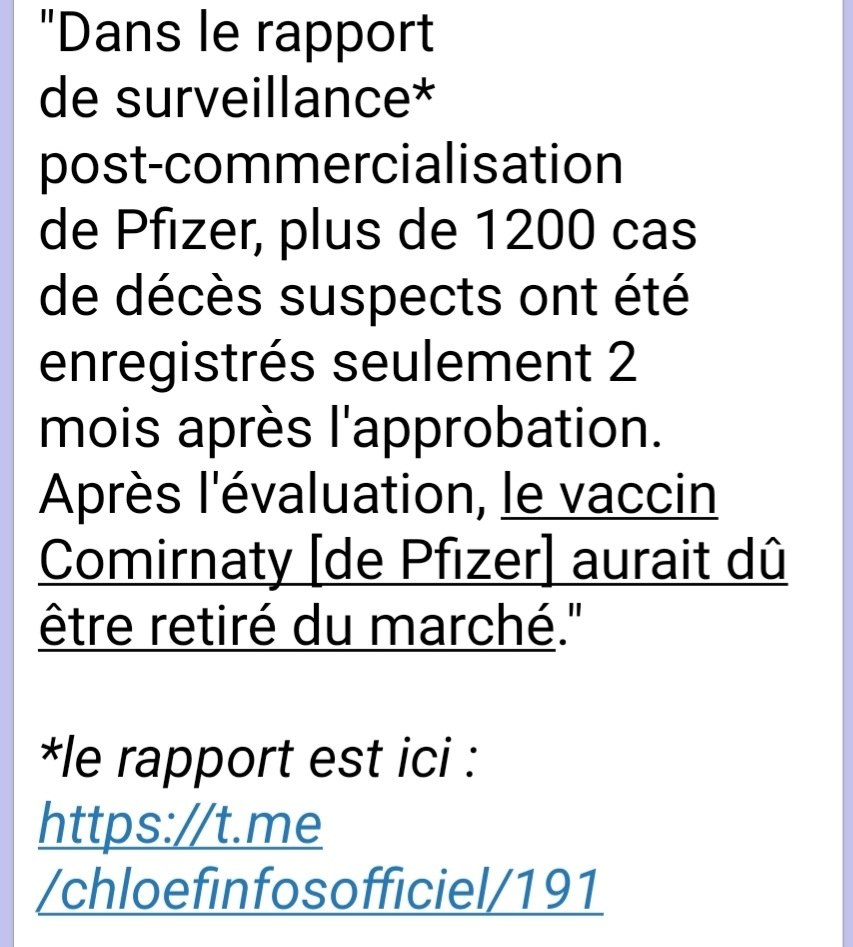 "Dans le rapport
de surveillance*
post-commercialisation
de Pfizer, plus de 1200 cas
de décès suspects ont été
enregistrés seulement 2
mois après l'approbation.
Après l'évaluation, le vaccin
Comirnaty [de Pfizer] aurait dû
être retiré du marché."
*le rapport est ici :
https://t.me
/chloefinfosofficiel/191